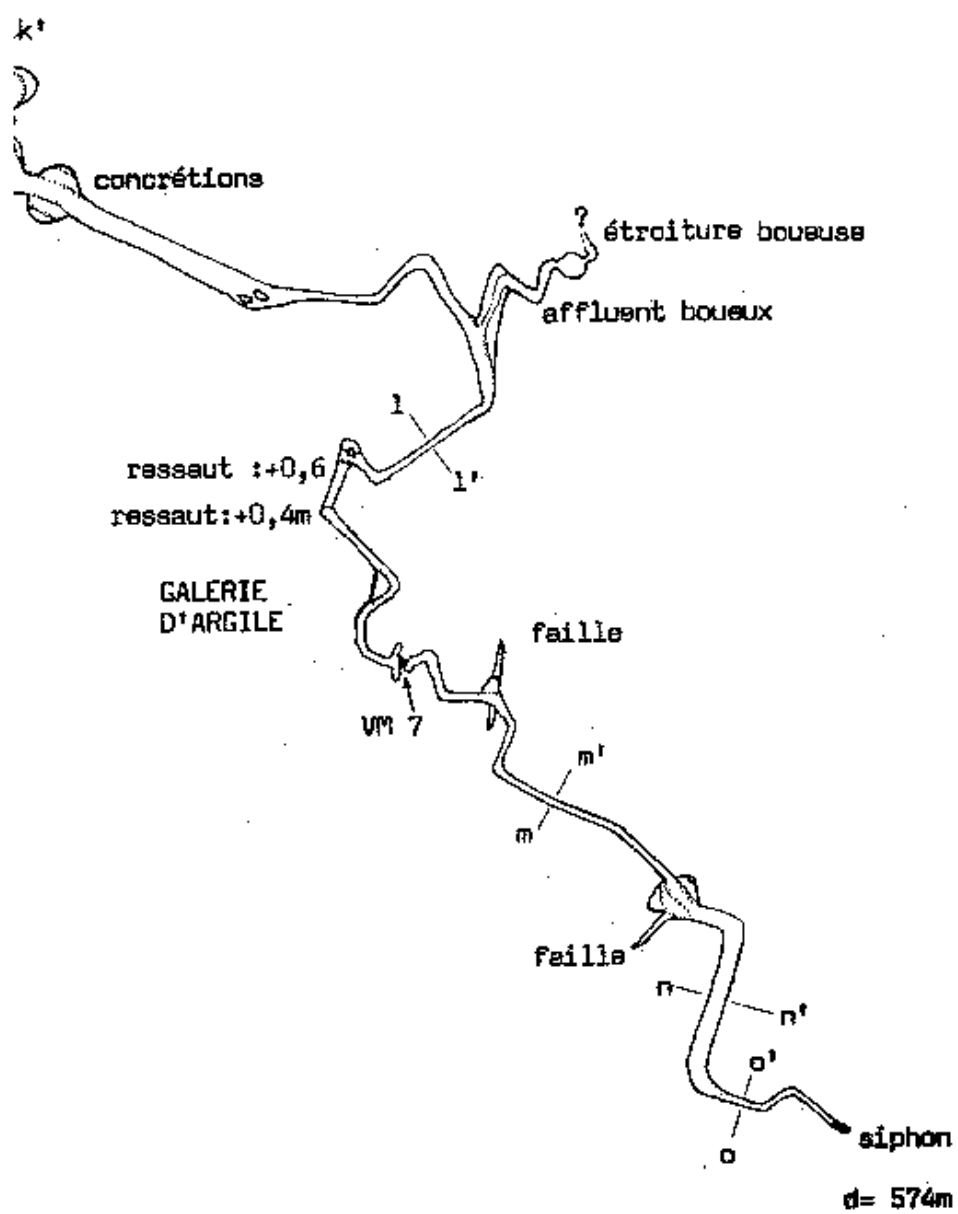 k'
concrétions
?
étroiture boueuse
affluent boueux
l
l'
ressaut :+0,6
ressaut:+0,4m
GALERIE
D'ARGILE
faille
VM 7
m'
m
faille
n
n'
o'
o
siphon
d= 574m